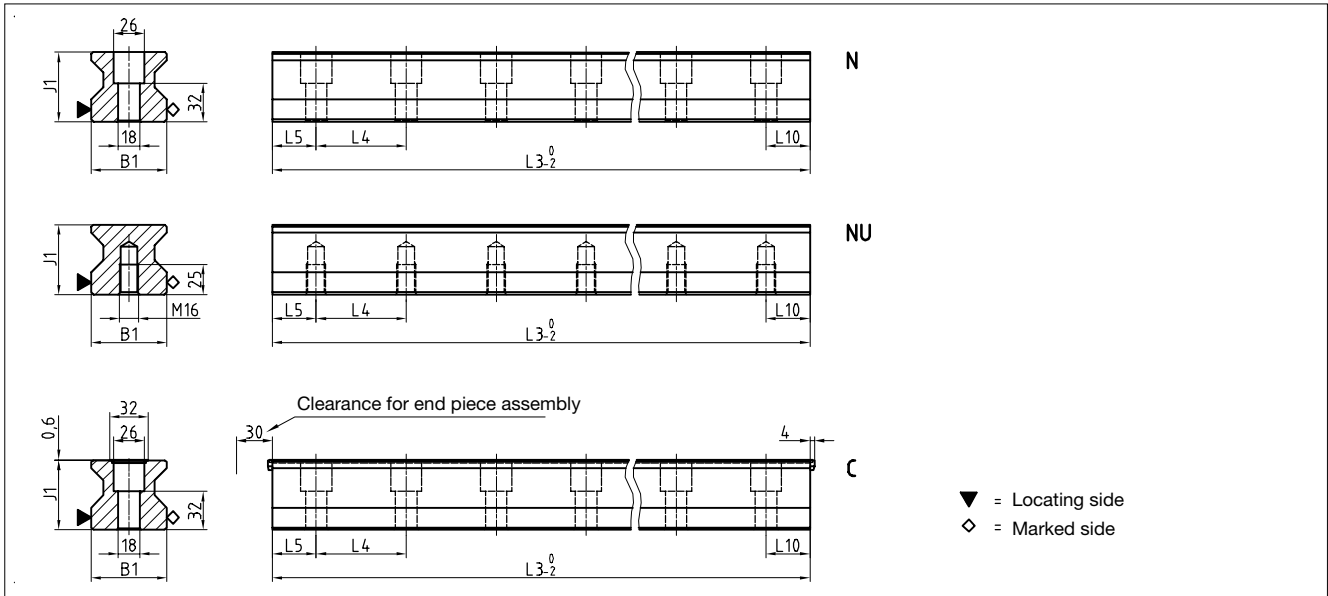 26
J1
32
18
B1
L5
L4
L10
L3 0 -2
N
J1
25
M16
B1
L5
L4
L10
L3 0 -2
NU
Clearance for end piece assembly
0,6
32
26
30
4
J1
32
18
B1
L5
L4
L10
L3 0 -2
C
▼ = Locating side
◇ = Marked side